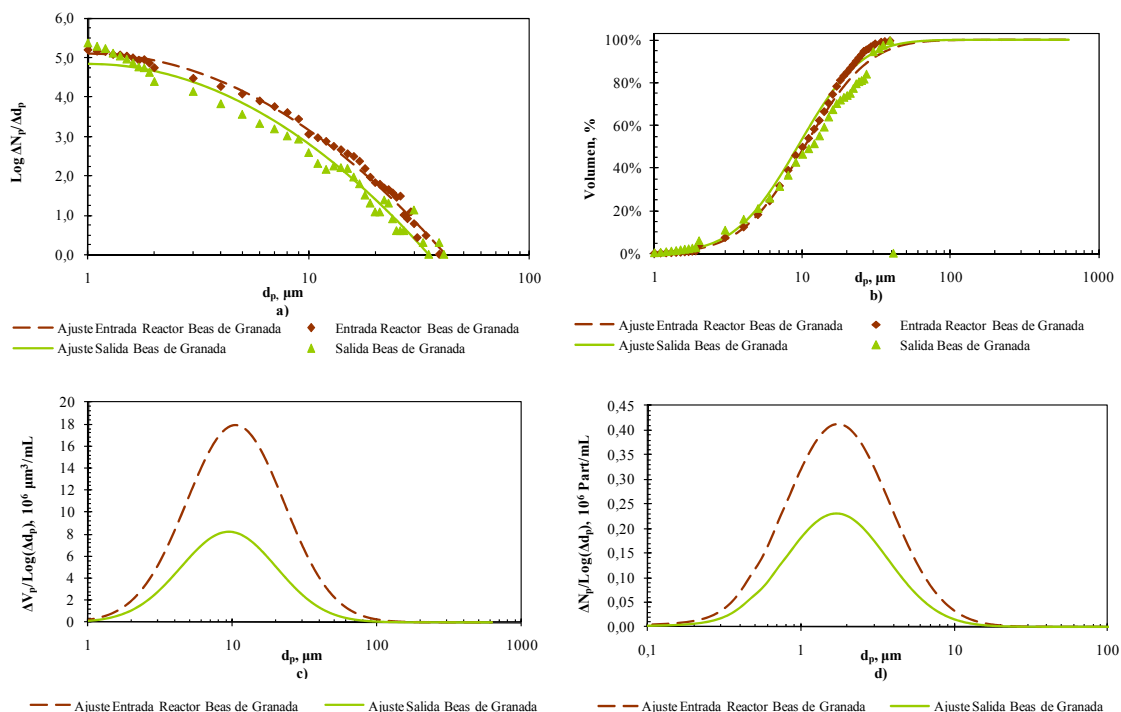 6,0
5,0
4,0
3,0
2,0
1,0
0,0
Log ΔNp/Δdp
1 10 100
dp, µm
a)
Ajuste Entrada Reactor Beas de Granada Entrada Reactor Beas de Granada
Ajuste Salida Beas de Granada Salida Beas de Granada
100%
80%
60%
40%
20%
0%
Volumen, %
1 10 100 1000
dp, µm
b)
Ajuste Entrada Reactor Beas de Granada Entrada Reactor Beas de Granada
Ajuste Salida Beas de Granada Salida Beas de Granada
20
18
16
14
12
10
8
6
4
2
0
ΔVp/Log(Δdp), 10⁶ µm³/mL
1 10 100 1000
dp, µm
c)
Ajuste Entrada Reactor Beas de Granada Ajuste Salida Beas de Granada
0,45
0,40
0,35
0,30
0,25
0,20
0,15
0,10
0,05
0,00
ΔNp/Log(Δdp), 10⁶ Part/mL
0,1 1 10 100
dp, µm
d)
Ajuste Entrada Reactor Beas de Granada Ajuste Salida Beas de Granada